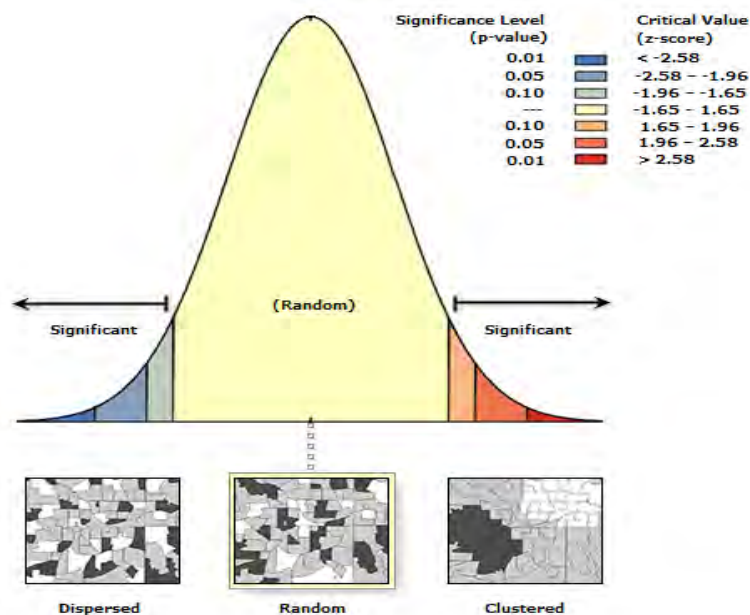 Significance Level
(p-value)
Critical Value
(z-score)
0.01 < -2.58
0.05 -2.58 – -1.96
0.10 -1.96 – -1.65
--- -1.65 – 1.65
0.10 1.65 – 1.96
0.05 1.96 – 2.58
0.01 > 2.58
(Random)
Significant
Significant
Dispersed
Random
Clustered